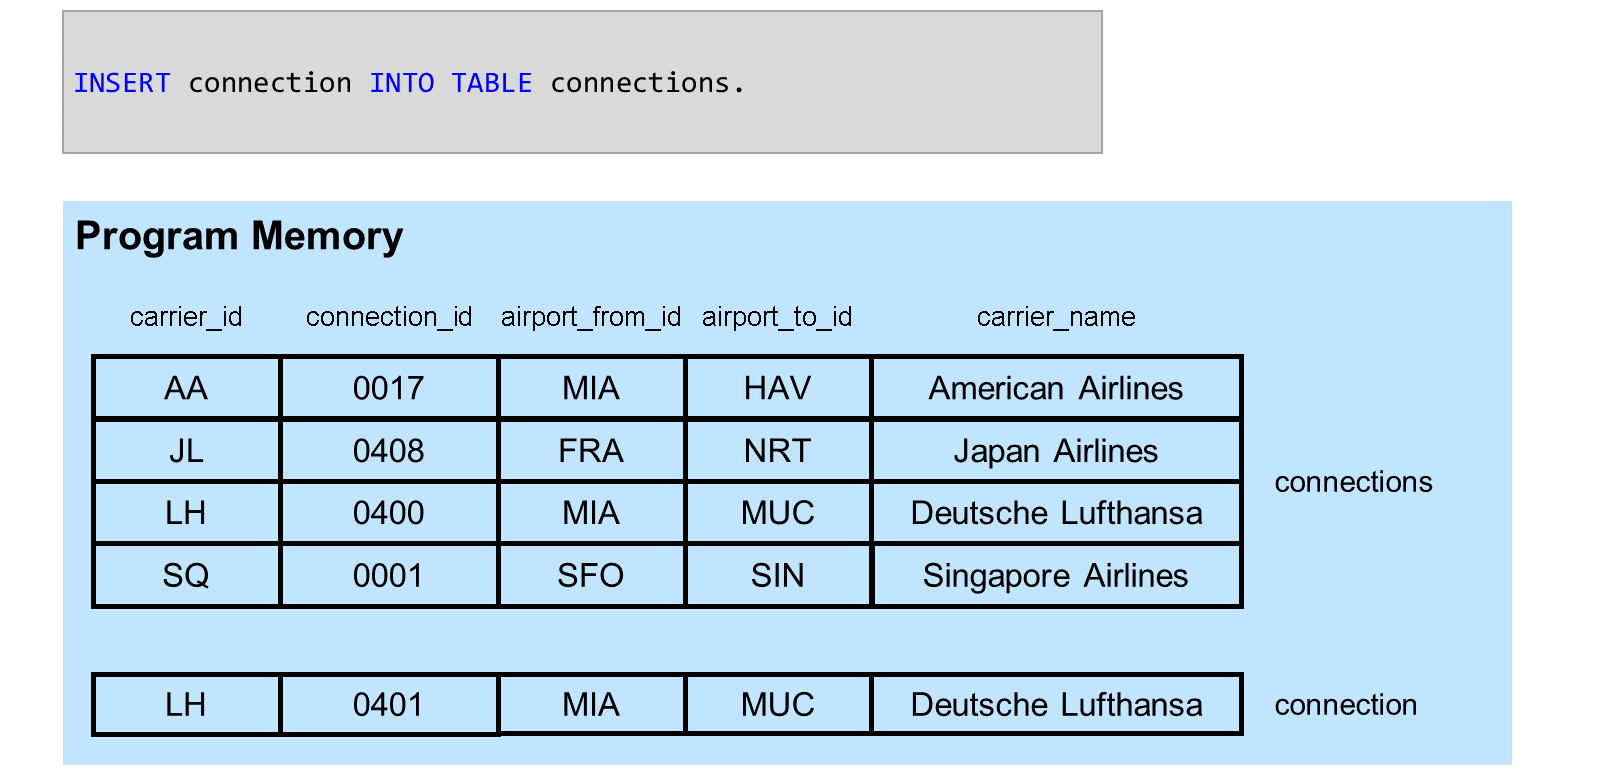 INSERT connection INTO TABLE connections.
Program Memory
carrier_id connection_id airport_from_id airport_to_id carrier_name
AA 0017 MIA HAV American Airlines
JL 0408 FRA NRT Japan Airlines
connections
LH 0400 MIA MUC Deutsche Lufthansa
SQ 0001 SFO SIN Singapore Airlines
LH 0401 MIA MUC Deutsche Lufthansa connection